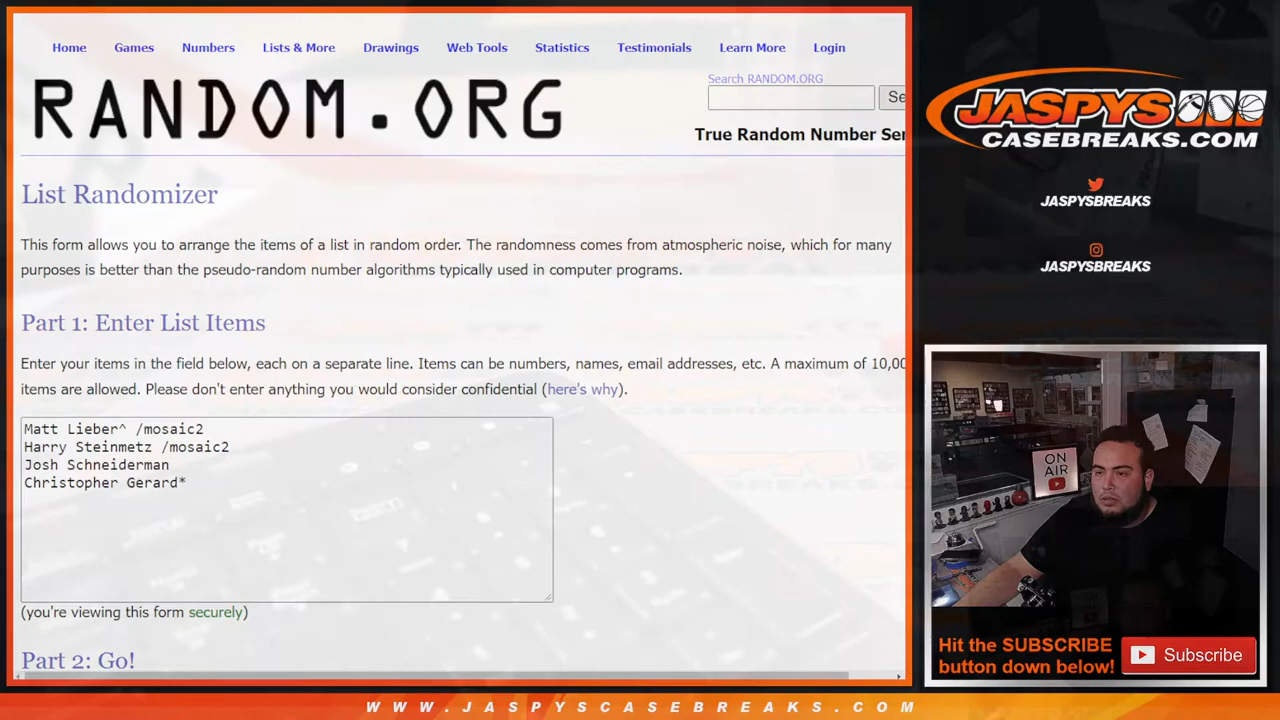 Home Games Numbers Lists & More Drawings Web Tools Statistics Testimonials Learn More Login
RANDOM.ORG
Search RANDOM.ORG
Se
True Random Number Ser
List Randomizer
This form allows you to arrange the items of a list in random order. The randomness comes from atmospheric noise, which for many
purposes is better than the pseudo-random number algorithms typically used in computer programs.
Part 1: Enter List Items
Enter your items in the field below, each on a separate line. Items can be numbers, names, email addresses, etc. A maximum of 10,00
items are allowed. Please don't enter anything you would consider confidential (here's why).
Matt Lieber^ /mosaic2
Harry Steinmetz /mosaic2
Josh Schneiderman
Christopher Gerard*
(you're viewing this form securely)
Part 2: Go!
JASPYS
CASEBREAKS.COM
JASPYSBREAKS
JASPYSBREAKS
ON
AIR
Hit the SUBSCRIBE
button down below!
Subscribe
WWW.JASPYSCASEBREAKS.COM